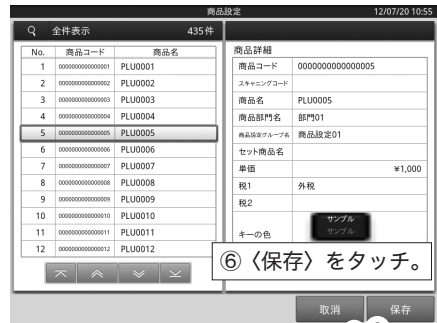 商品設定 12/07/20 10:55
全件表示 435件
No. 商品コード 商品名
1 0000000000000001 PLU0001
2 0000000000000002 PLU0002
3 0000000000000003 PLU0003
4 0000000000000004 PLU0004
5 0000000000000005 PLU0005
6 0000000000000006 PLU0006
7 0000000000000007 PLU0007
8 0000000000000008 PLU0008
9 0000000000000009 PLU0009
10 0000000000000010 PLU0010
11 0000000000000011 PLU0011
12 0000000000000012 PLU0012
商品詳細
商品コード 0000000000000005
スキャニングコード
商品名 PLU0005
商品部門名 部門01
商品設定グループ名 商品設定01
セット商品名
単価 ¥1,000
税1 外税
税2
キーの色 サンプル
サンプル
⑥〈保存〉をタッチ。
取消 保存